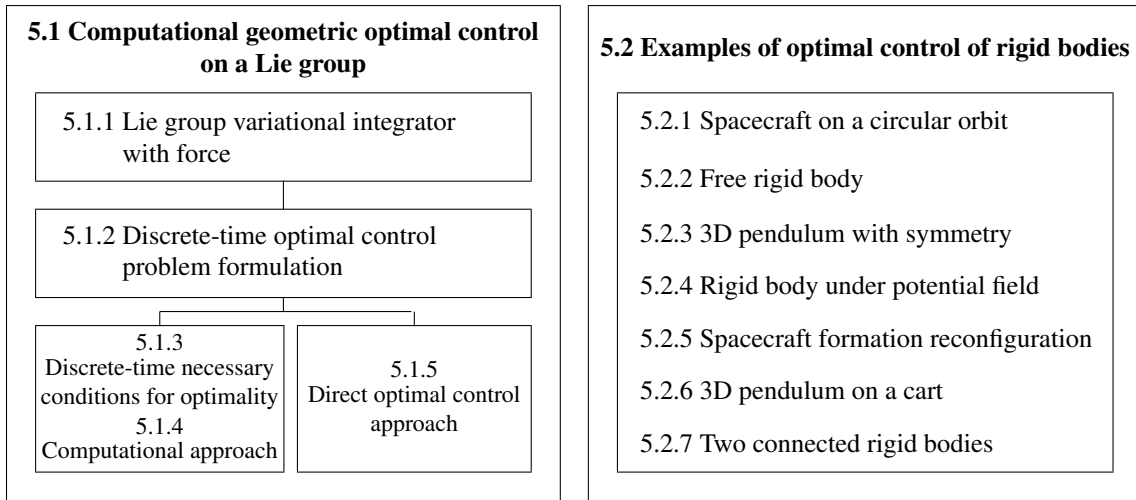 5.1 Computational geometric optimal control
on a Lie group
5.1.1 Lie group variational integrator
with force
5.1.2 Discrete-time optimal control
problem formulation
5.1.3
Discrete-time necessary
conditions for optimality
5.1.4
Computational approach
5.1.5
Direct optimal control
approach
5.2 Examples of optimal control of rigid bodies
5.2.1 Spacecraft on a circular orbit
5.2.2 Free rigid body
5.2.3 3D pendulum with symmetry
5.2.4 Rigid body under potential field
5.2.5 Spacecraft formation reconfiguration
5.2.6 3D pendulum on a cart
5.2.7 Two connected rigid bodies